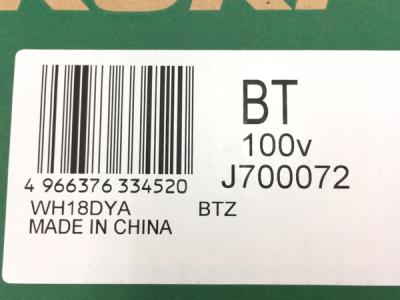 BT
100v
4 966376 334520
J700072
WH18DYA BTZ
MADE IN CHINA